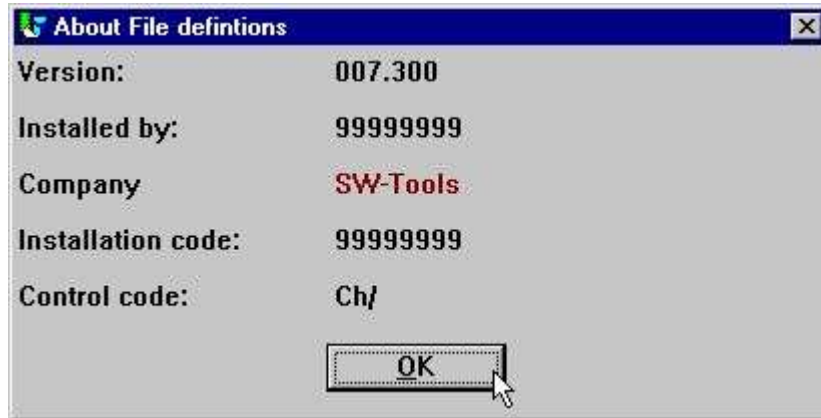 About File defintions
Version: 007.300
Installed by: 99999999
Company SW-Tools
Installation code: 99999999
Control code: Ch/
OK